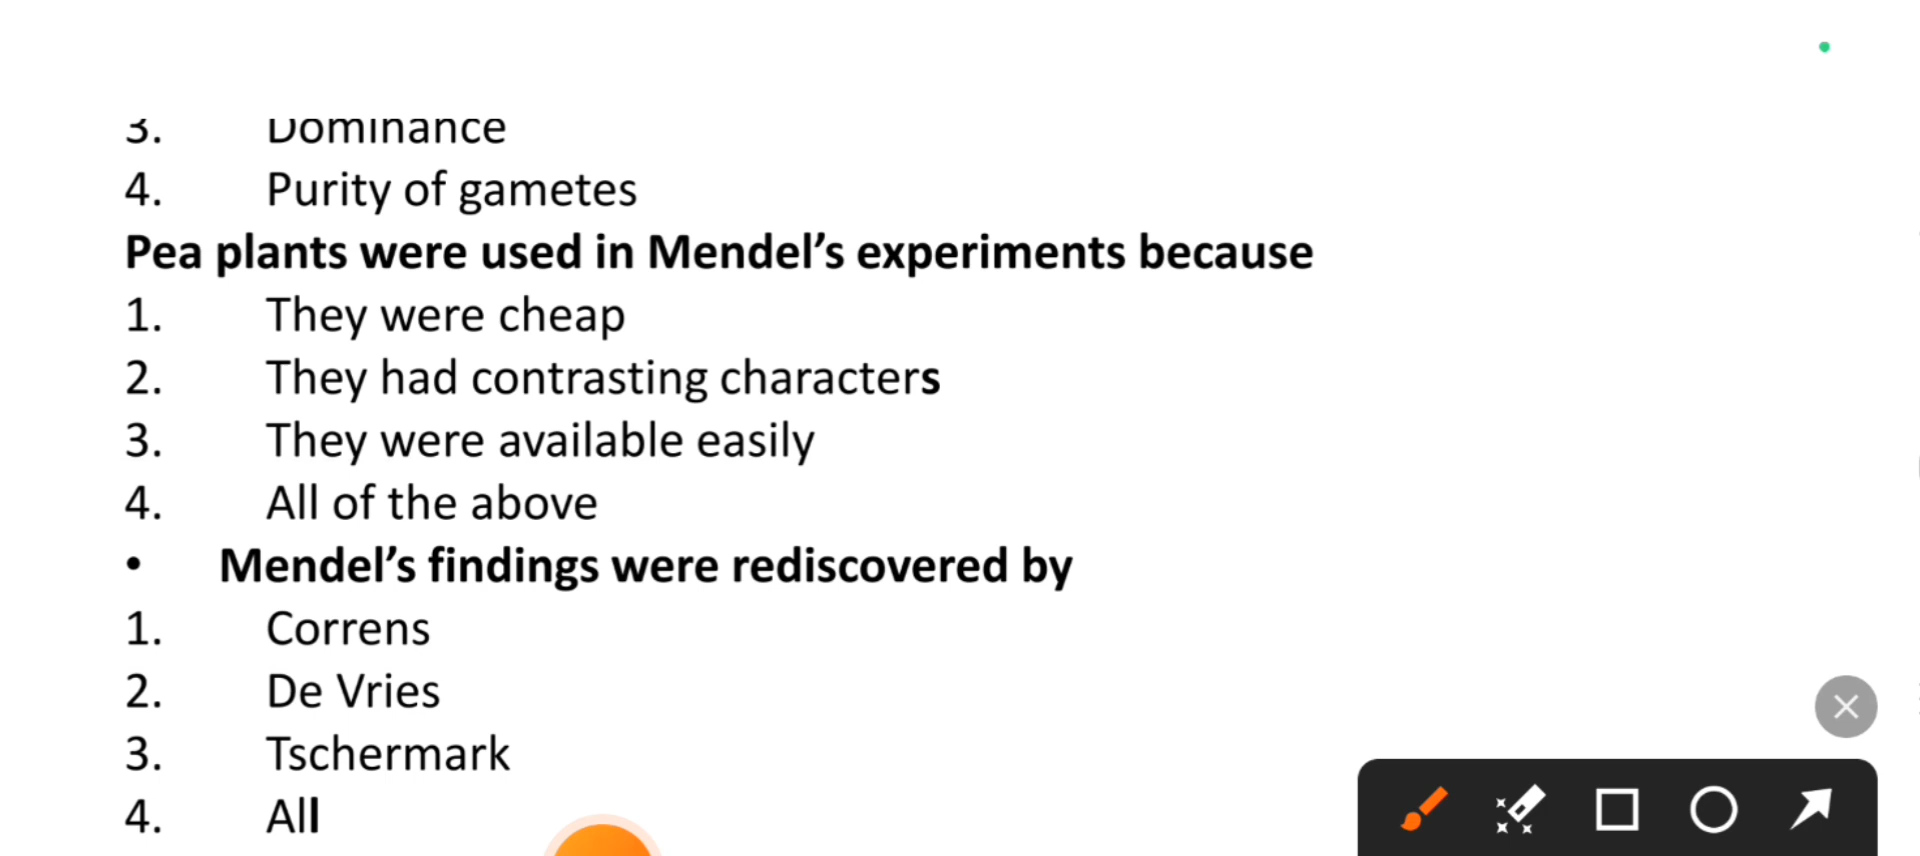 3. Dominance
4. Purity of gametes
Pea plants were used in Mendel’s experiments because
1. They were cheap
2. They had contrasting characters
3. They were available easily
4. All of the above
• Mendel’s findings were rediscovered by
1. Correns
2. De Vries
3. Tschermark
4. All